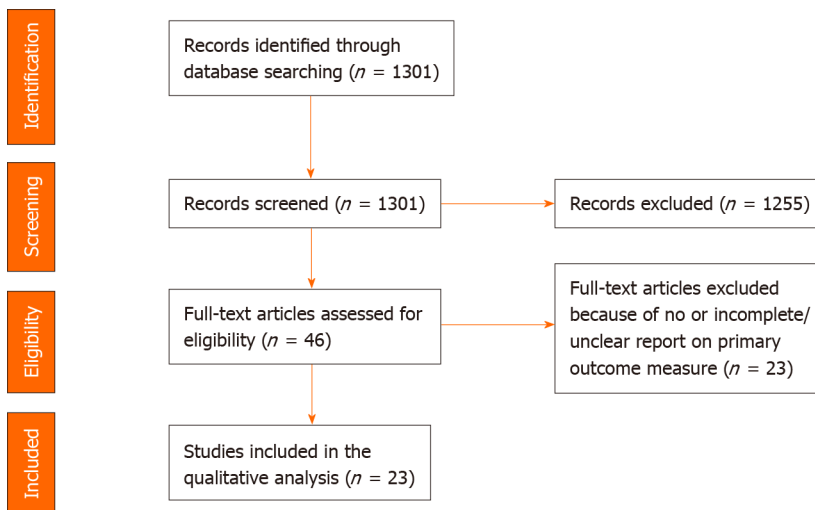 Identification
Records identified through
database searching (n = 1301)
Screening
Records screened (n = 1301)
Records excluded (n = 1255)
Eligibility
Full-text articles assessed for
eligibility (n = 46)
Full-text articles excluded
because of no or incomplete/
unclear report on primary
outcome measure (n = 23)
Included
Studies included in the
qualitative analysis (n = 23)